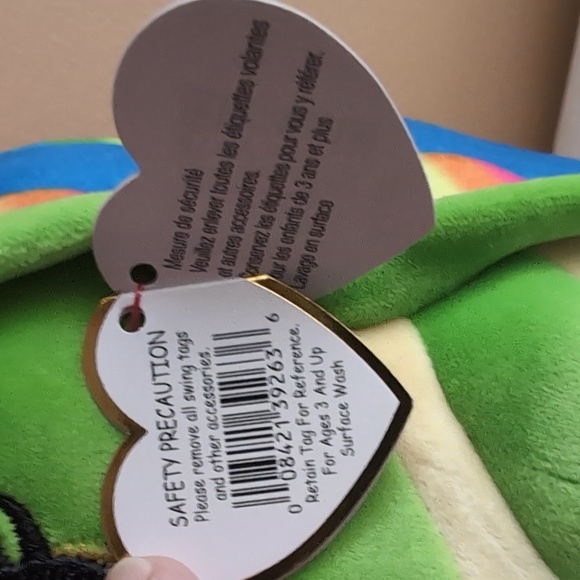 Mesure de sécurité
Veuillez enlever toutes les étiquettes volantes
et autres accessoires.
Conservez les étiquettes pour vous y référer.
Pour les enfants de 3 ans et plus
Lavage en surface
SAFETY PRECAUTION
Please remove all swing tags
and other accessories.
0 08421 39263 6
Retain Tag For Reference.
For Ages 3 And Up
Surface Wash